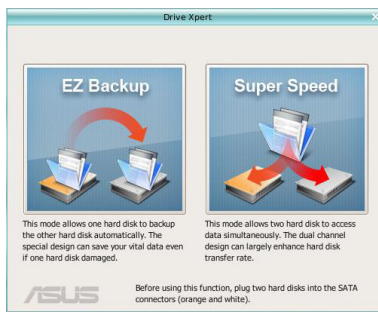 Drive Xpert
EZ Backup
Super Speed
This mode allows one hard disk to backup
the other hard disk automatically. The
special design can save your vital data even
if one hard disk damaged.
This mode allows two hard disk to access
data simultaneously. The dual channel
design can largely enhance hard disk
transfer rate.
ASUS
Before using this function, plug two hard disks into the SATA
connectors (orange and white).